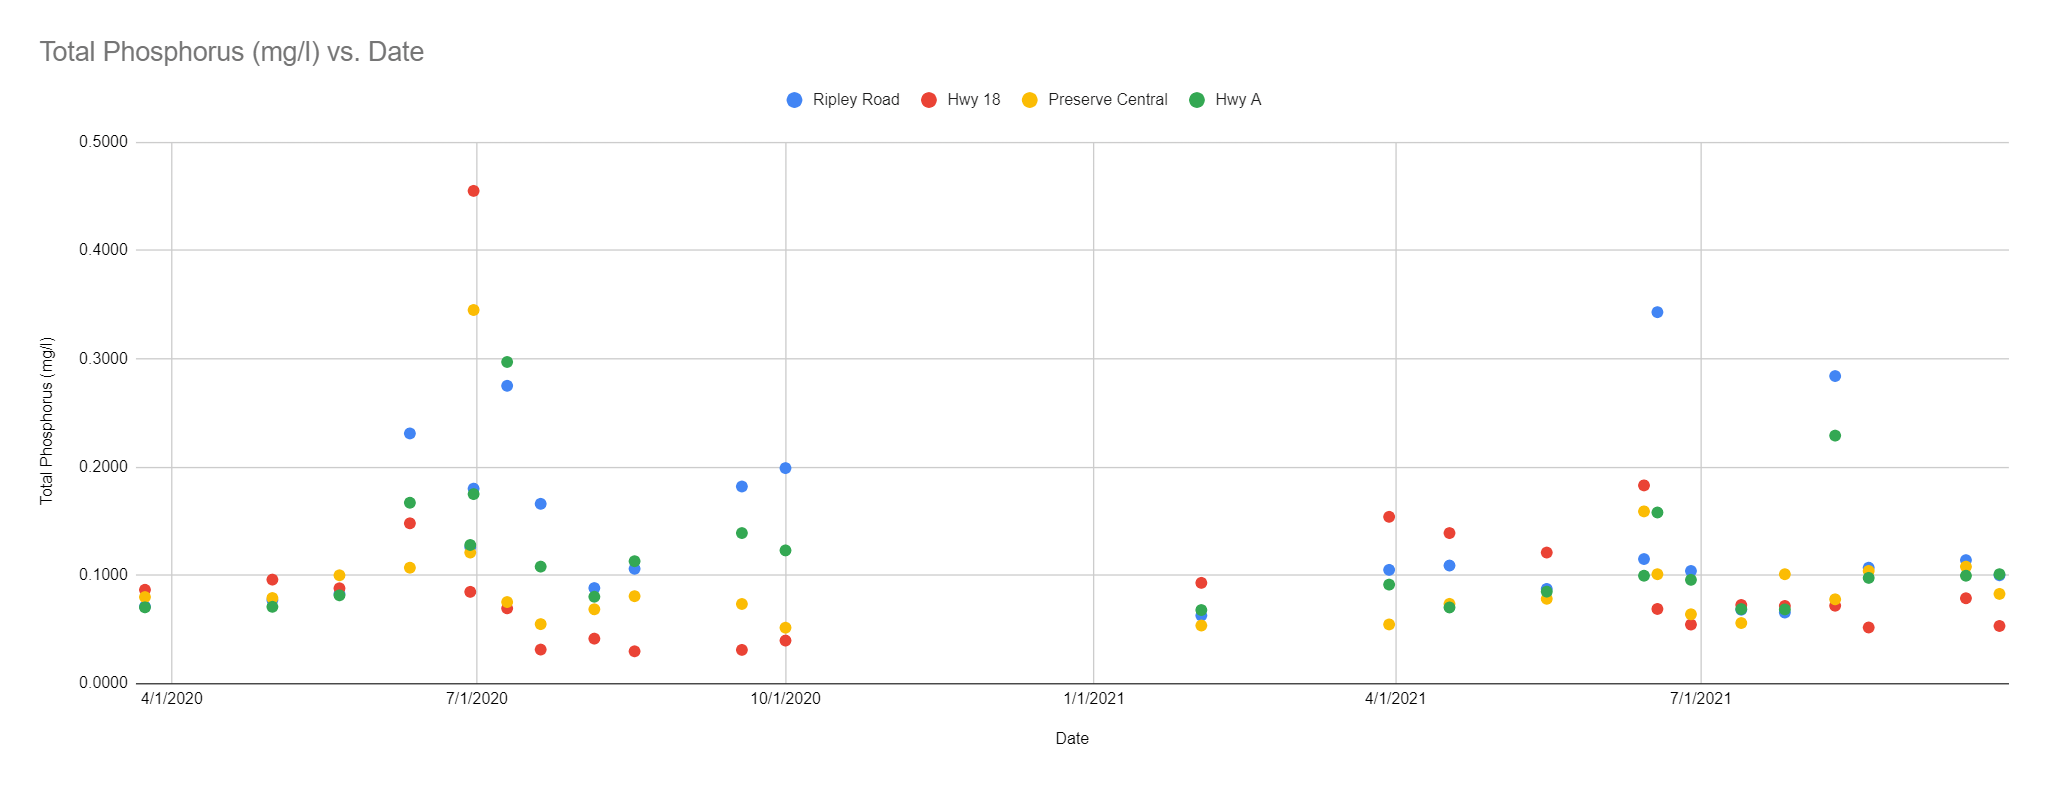 Total Phosphorus (mg/l) vs. Date
Ripley Road Hwy 18 Preserve Central Hwy A
0.5000
0.4000
0.3000
0.2000
0.1000
0.0000
Total Phosphorus (mg/l)
4/1/2020 7/1/2020 10/1/2020 1/1/2021 4/1/2021 7/1/2021
Date